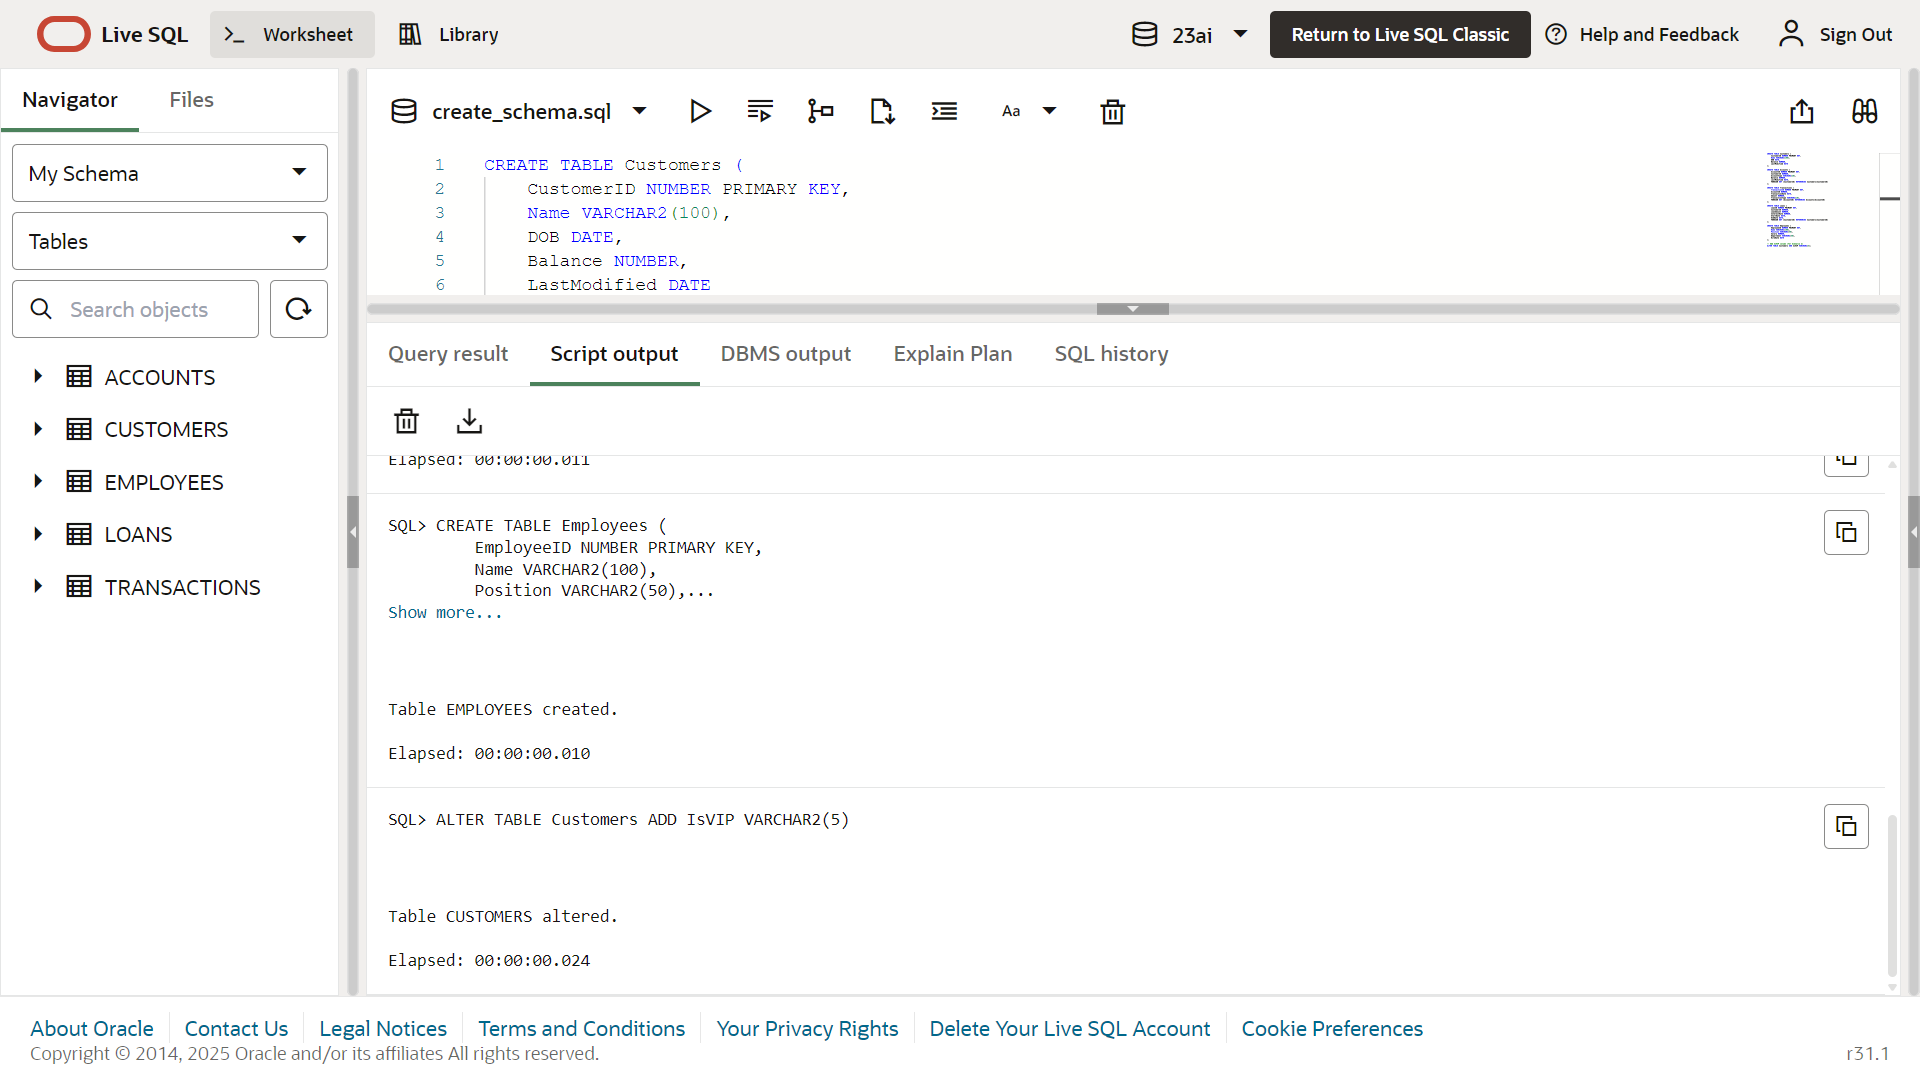 Live SQL
Worksheet
Library
23ai
Return to Live SQL Classic
Help and Feedback
Sign Out
Navigator
Files
My Schema
Tables
Search objects
ACCOUNTS
CUSTOMERS
EMPLOYEES
LOANS
TRANSACTIONS
create_schema.sql
Aa
1 CREATE TABLE Customers (
2 CustomerID NUMBER PRIMARY KEY,
3 Name VARCHAR2(100),
4 DOB DATE,
5 Balance NUMBER,
6 LastModified DATE
Query result
Script output
DBMS output
Explain Plan
SQL history
Elapsed: 00:00:00.011
SQL> CREATE TABLE Employees (
EmployeeID NUMBER PRIMARY KEY,
Name VARCHAR2(100),
Position VARCHAR2(50),...
Show more...
Table EMPLOYEES created.
Elapsed: 00:00:00.010
SQL> ALTER TABLE Customers ADD IsVIP VARCHAR2(5)
Table CUSTOMERS altered.
Elapsed: 00:00:00.024
About Oracle
Contact Us
Legal Notices
Terms and Conditions
Your Privacy Rights
Delete Your Live SQL Account
Cookie Preferences
Copyright © 2014, 2025 Oracle and/or its affiliates All rights reserved.
r31.1